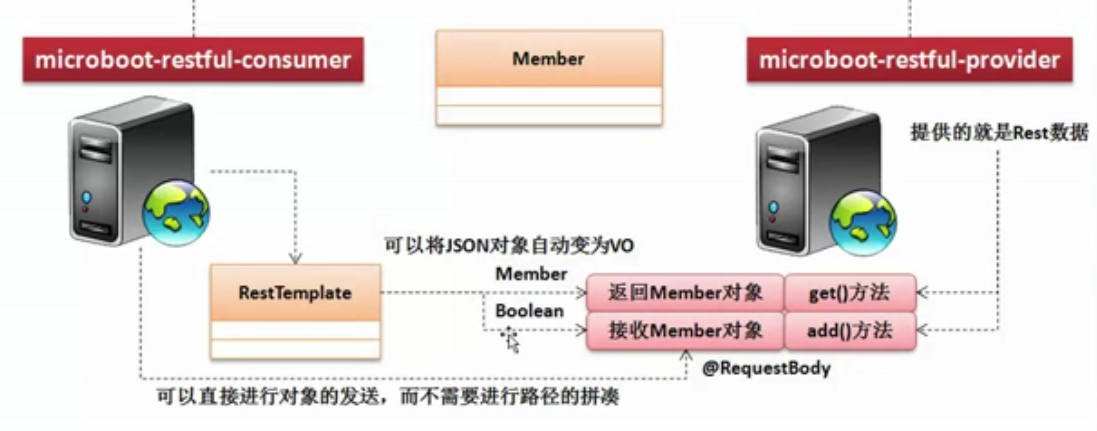 microboot-restful-consumer
Member
microboot-restful-provider
提供的就是Rest数据
可以将JSON对象自动变为VO
RestTemplate
Member
返回Member对象
get()方法
Boolean
接收Member对象
add()方法
@RequestBody
可以直接进行对象的发送，而不需要进行路径的拼凑